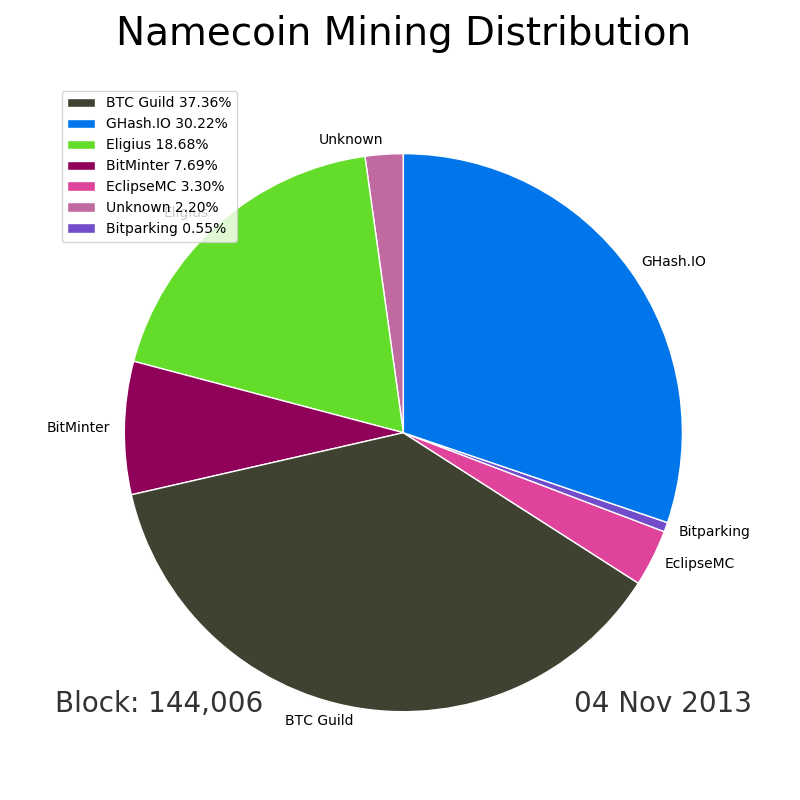 Namecoin Mining Distribution
BTC Guild 37.36%
GHash.IO 30.22%
Eligius 18.68%
BitMinter 7.69%
EclipseMC 3.30%
Unknown 2.20%
Bitparking 0.55%
Unknown
Eligius
GHash.IO
BitMinter
Bitparking
EclipseMC
BTC Guild
Block: 144,006
04 Nov 2013